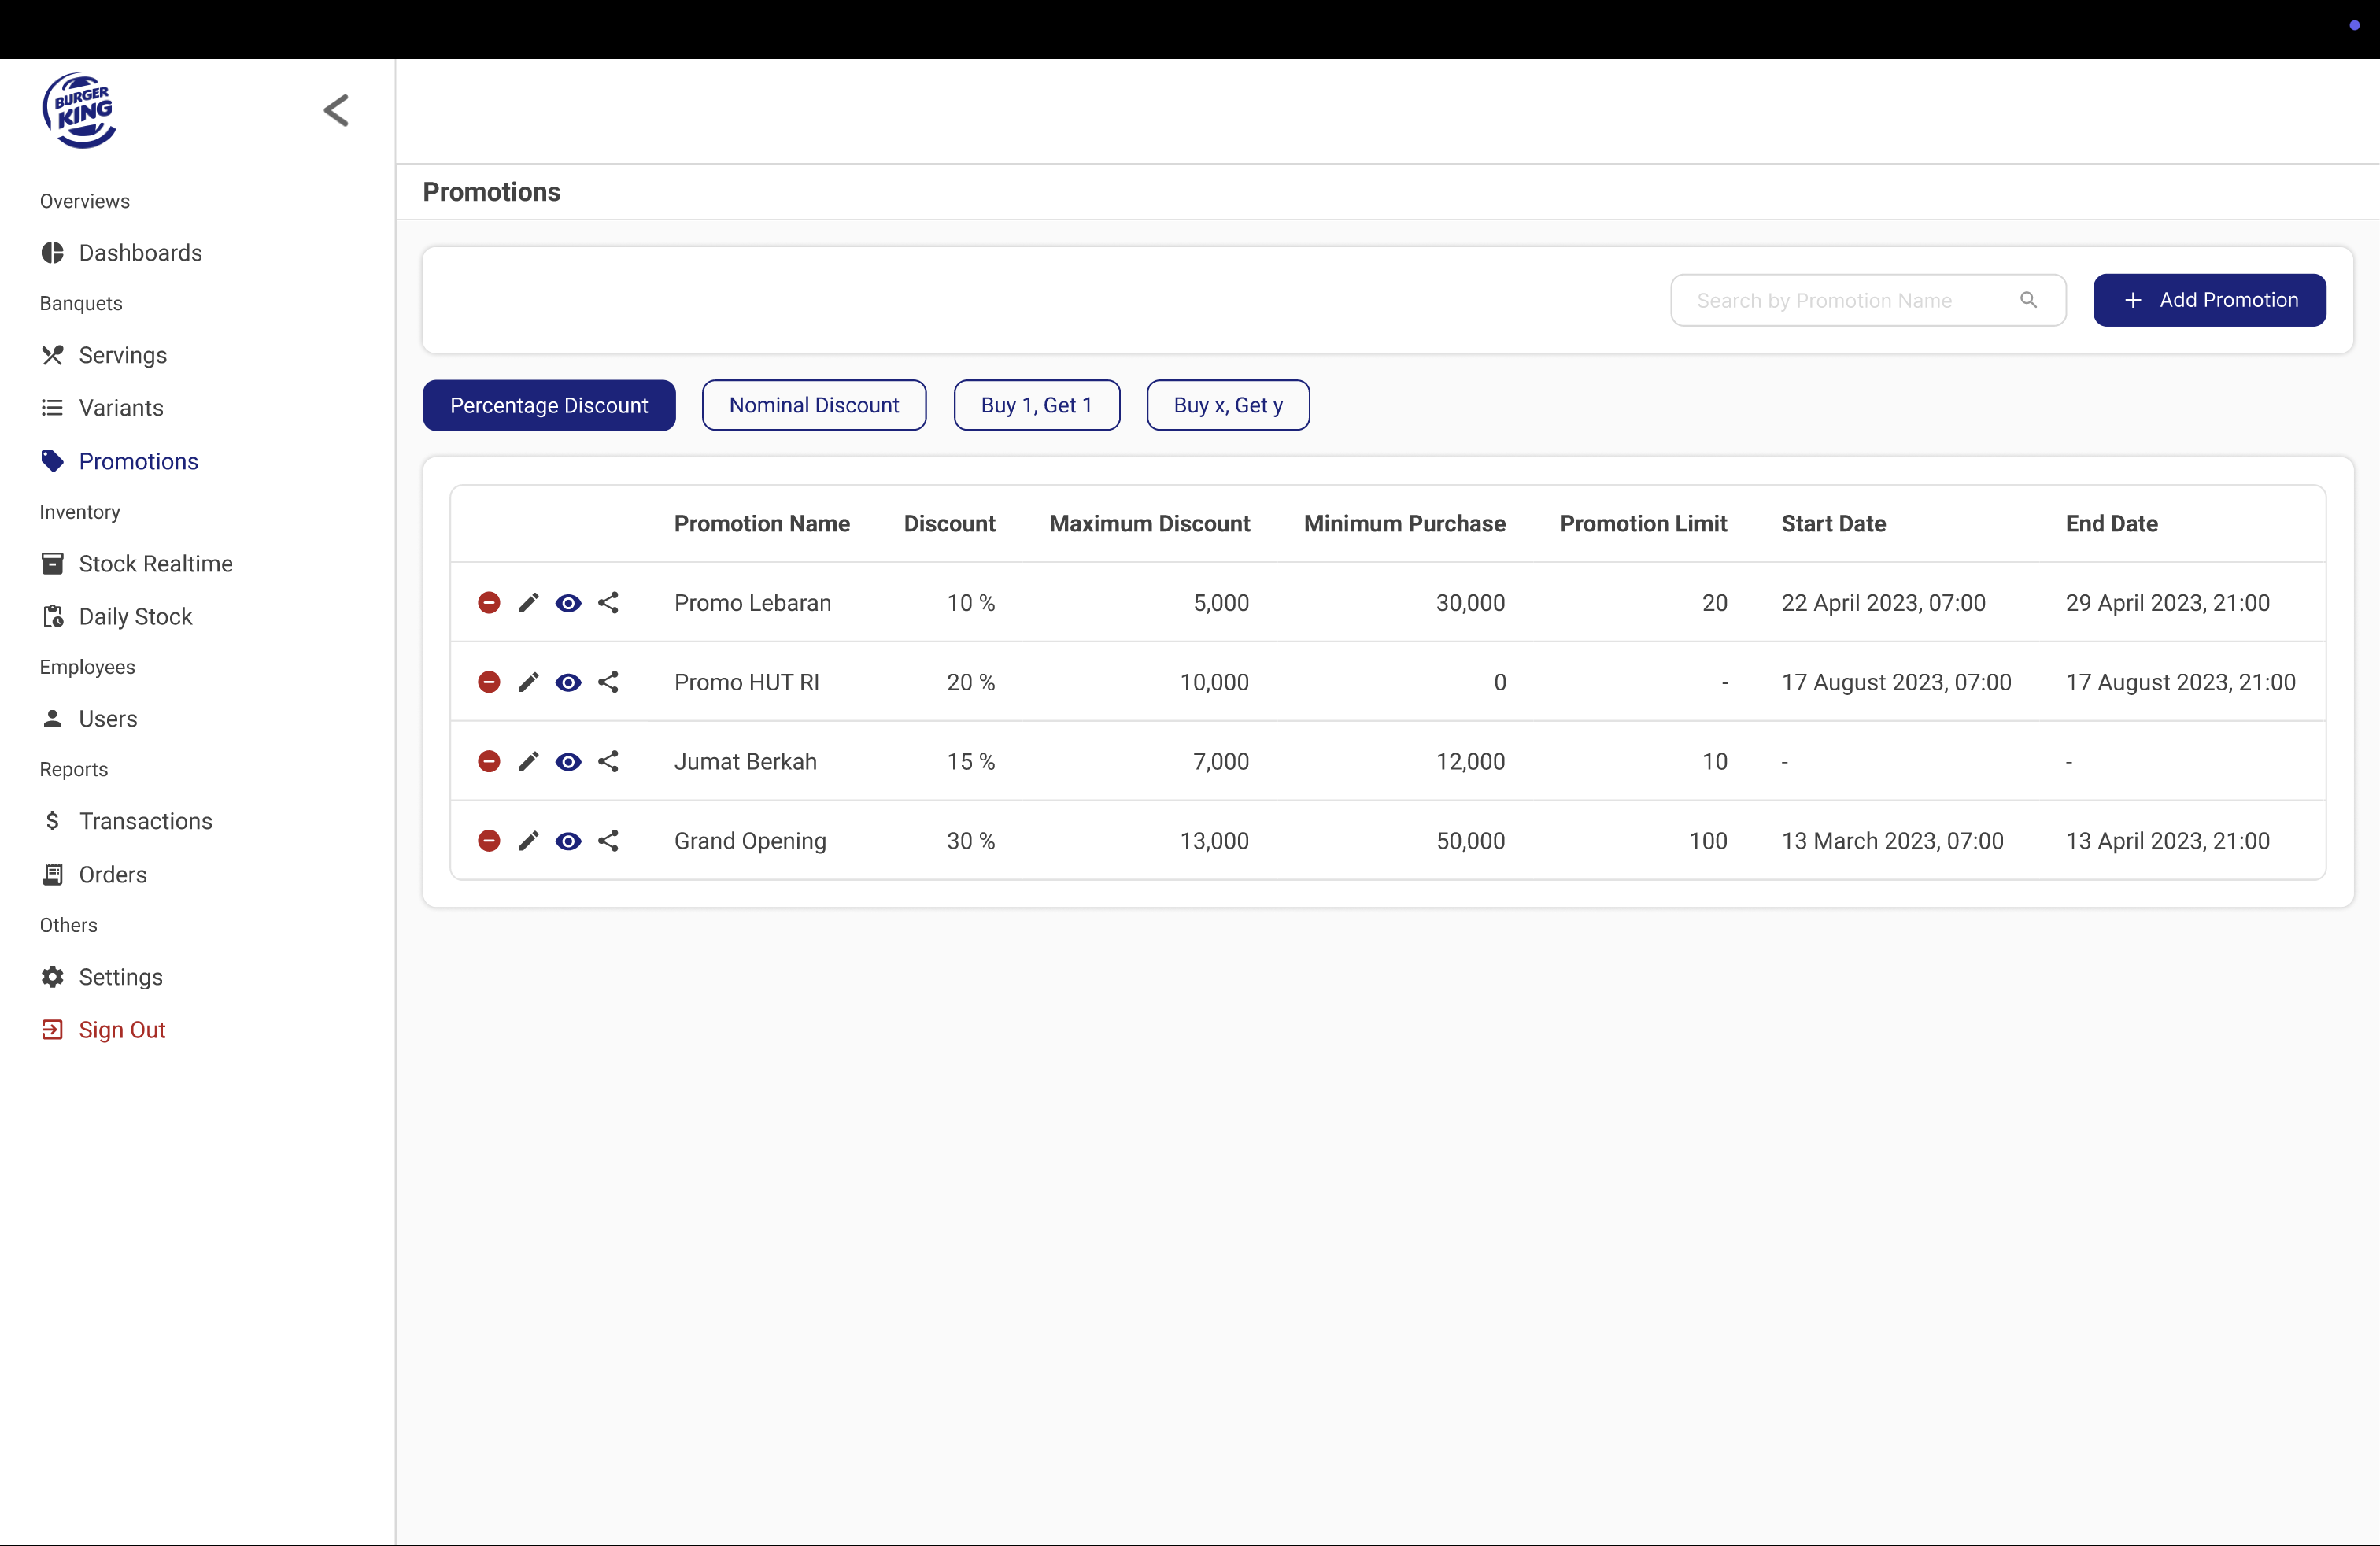 BURGER
KING
Overviews
Dashboards
Banquets
Servings
Variants
Promotions
Inventory
Stock Realtime
Daily Stock
Employees
Users
Reports
Transactions
Orders
Others
Settings
Sign Out
Promotions
Search by Promotion Name
Add Promotion
Percentage Discount Nominal Discount Buy 1, Get 1 Buy x, Get y
Promotion Name Discount Maximum Discount Minimum Purchase Promotion Limit Start Date End Date
Promo Lebaran 10 % 5,000 30,000 20 22 April 2023, 07:00 29 April 2023, 21:00
Promo HUT RI 20 % 10,000 0 - 17 August 2023, 07:00 17 August 2023, 21:00
Jumat Berkah 15 % 7,000 12,000 10 - -
Grand Opening 30 % 13,000 50,000 100 13 March 2023, 07:00 13 April 2023, 21:00